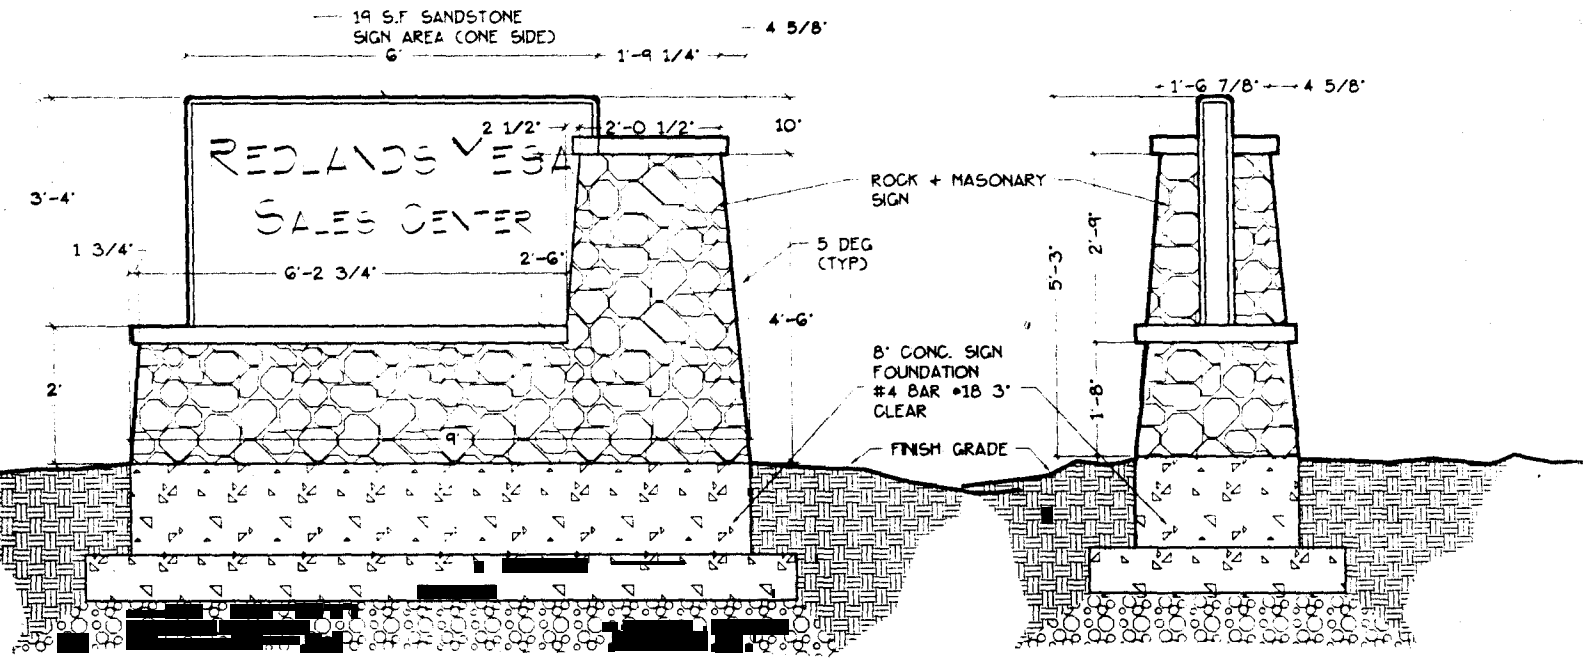 19 S.F SANDSTONE
SIGN AREA (ONE SIDE)
6'
1'-9 1/4"
4 5/8"
1'-6 7/8"
4 5/8"
2 1/2"
2'-0 1/2"
10"
REDLANDS MESA
SALES CENTER
3'-4"
ROCK + MASONARY
SIGN
1 3/4"
6'-2 3/4"
2'-6"
5 DEG
(TYP)
2'-9"
5'-3"
4'-6"
8" CONC. SIGN
FOUNDATION
#4 BAR @18 3"
CLEAR
2'
1'-8"
9'
FINISH GRADE